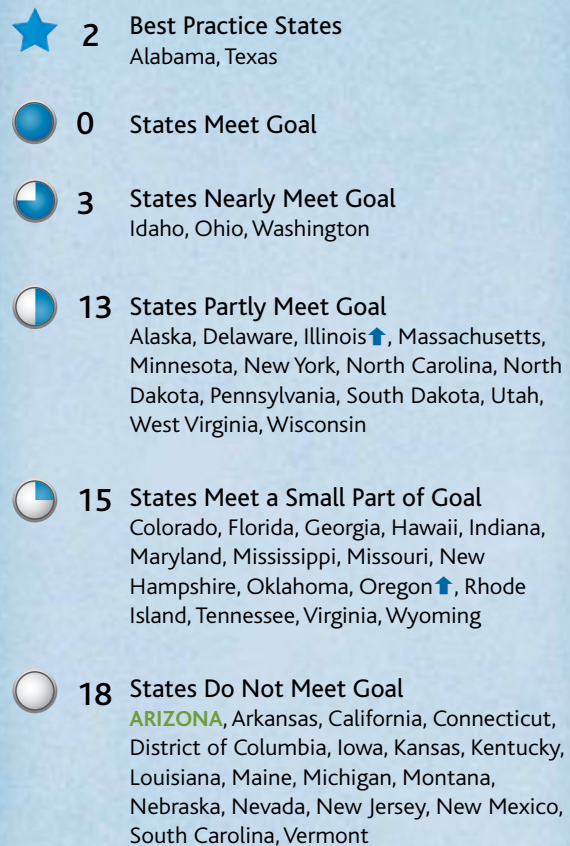 2 Best Practice States
Alabama, Texas
0 States Meet Goal
3 States Nearly Meet Goal
Idaho, Ohio, Washington
13 States Partly Meet Goal
Alaska, Delaware, Illinois⬆, Massachusetts,
Minnesota, New York, North Carolina, North
Dakota, Pennsylvania, South Dakota, Utah,
West Virginia, Wisconsin
15 States Meet a Small Part of Goal
Colorado, Florida, Georgia, Hawaii, Indiana,
Maryland, Mississippi, Missouri, New
Hampshire, Oklahoma, Oregon⬆, Rhode
Island, Tennessee, Virginia, Wyoming
18 States Do Not Meet Goal
ARIZONA, Arkansas, California, Connecticut,
District of Columbia, Iowa, Kansas, Kentucky,
Louisiana, Maine, Michigan, Montana,
Nebraska, Nevada, New Jersey, New Mexico,
South Carolina, Vermont